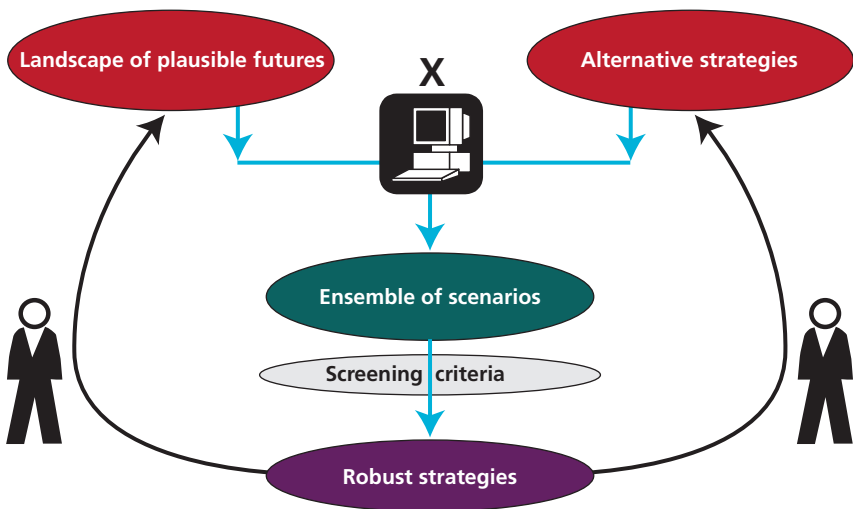 Landscape of plausible futures
X
Alternative strategies
Ensemble of scenarios
Screening criteria
Robust strategies